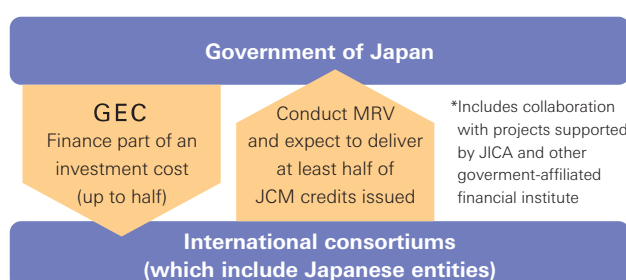 Government of Japan
GEC
Finance part of an
investment cost
(up to half)
Conduct MRV
and expect to deliver
at least half of
JCM credits issued
*Includes collaboration
with projects supported
by JICA and other
goverment-affiliated
financial institute
International consortiums
(which include Japanese entities)